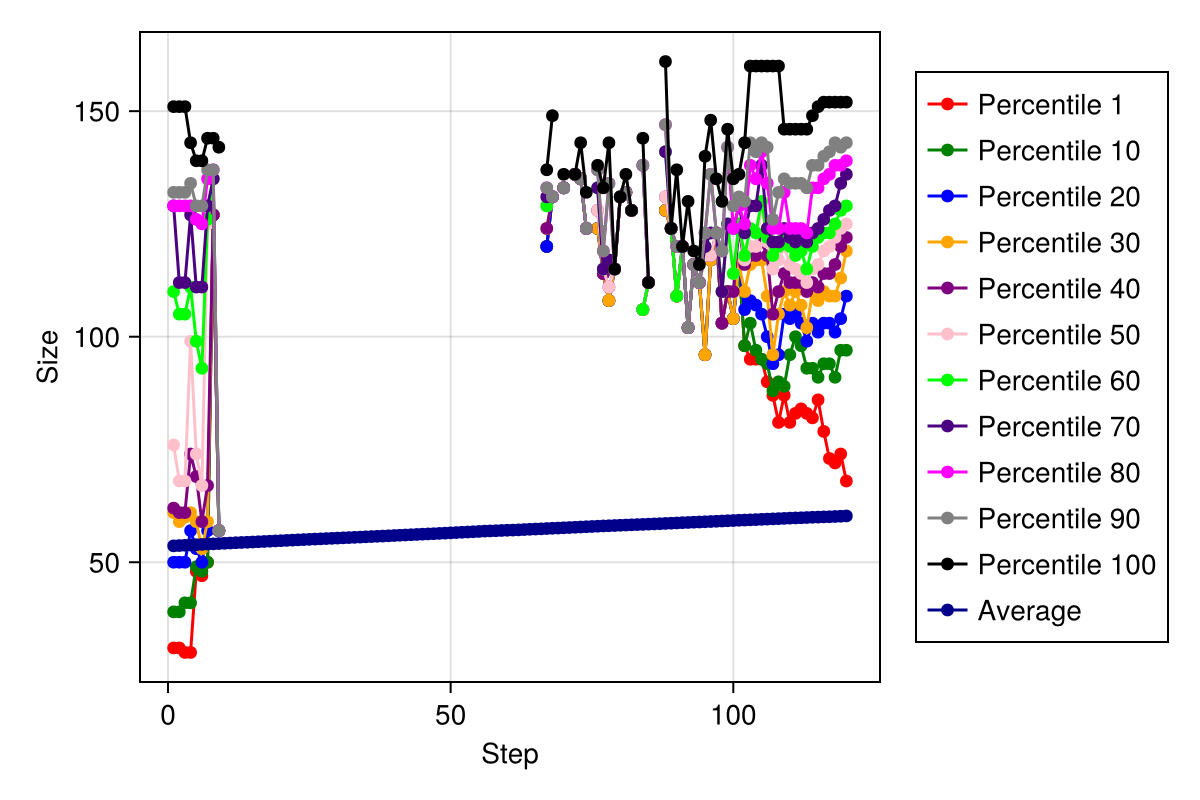 150
100
50
Size
0
50
100
Step
Percentile 1
Percentile 10
Percentile 20
Percentile 30
Percentile 40
Percentile 50
Percentile 60
Percentile 70
Percentile 80
Percentile 90
Percentile 100
Average